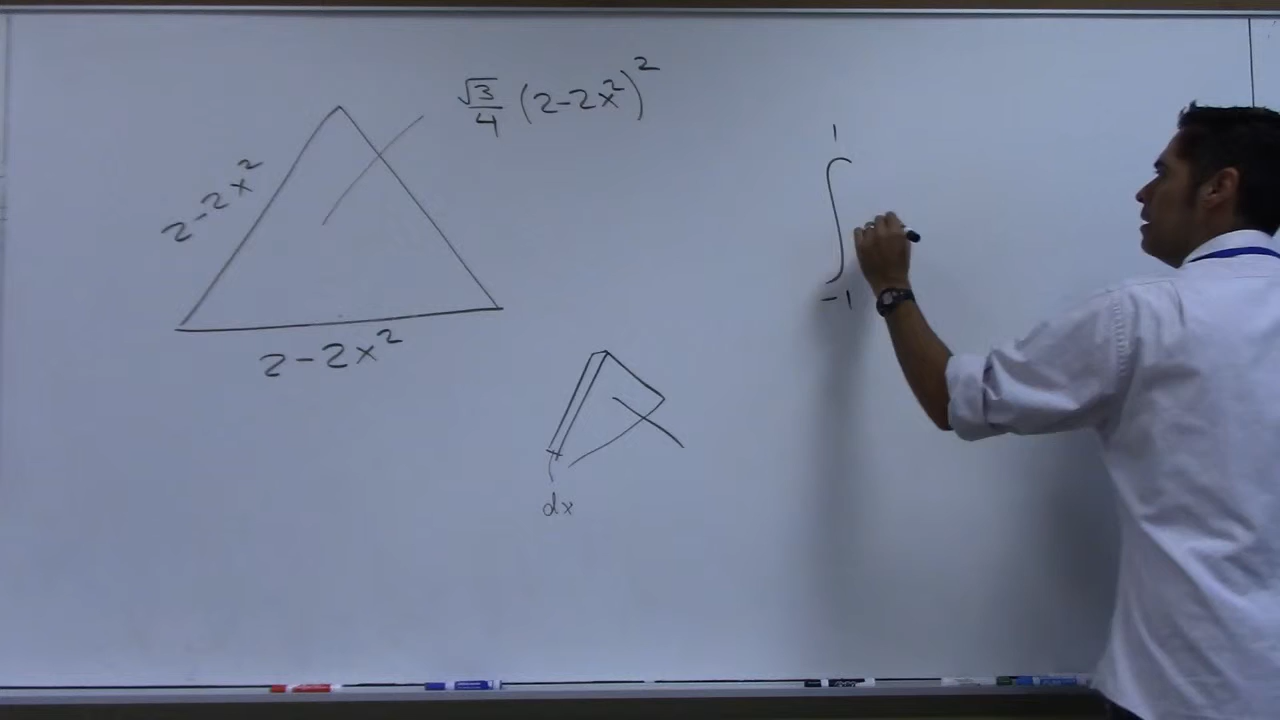 √3/4 (2-2x²)²
2-2x²
2-2x²
dx
∫
1
-1